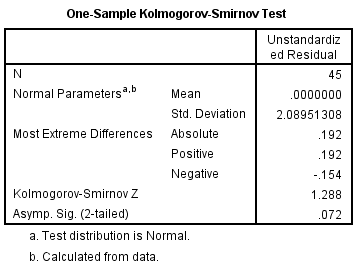 One-Sample Kolmogorov-Smirnov Test
Unstandardiz
ed Residual
N 45
Normal Parametersa,b Mean .0000000
Std. Deviation 2.08951308
Most Extreme Differences Absolute .192
Positive .192
Negative -.154
Kolmogorov-Smirnov Z 1.288
Asymp. Sig. (2-tailed) .072
a. Test distribution is Normal.
b. Calculated from data.